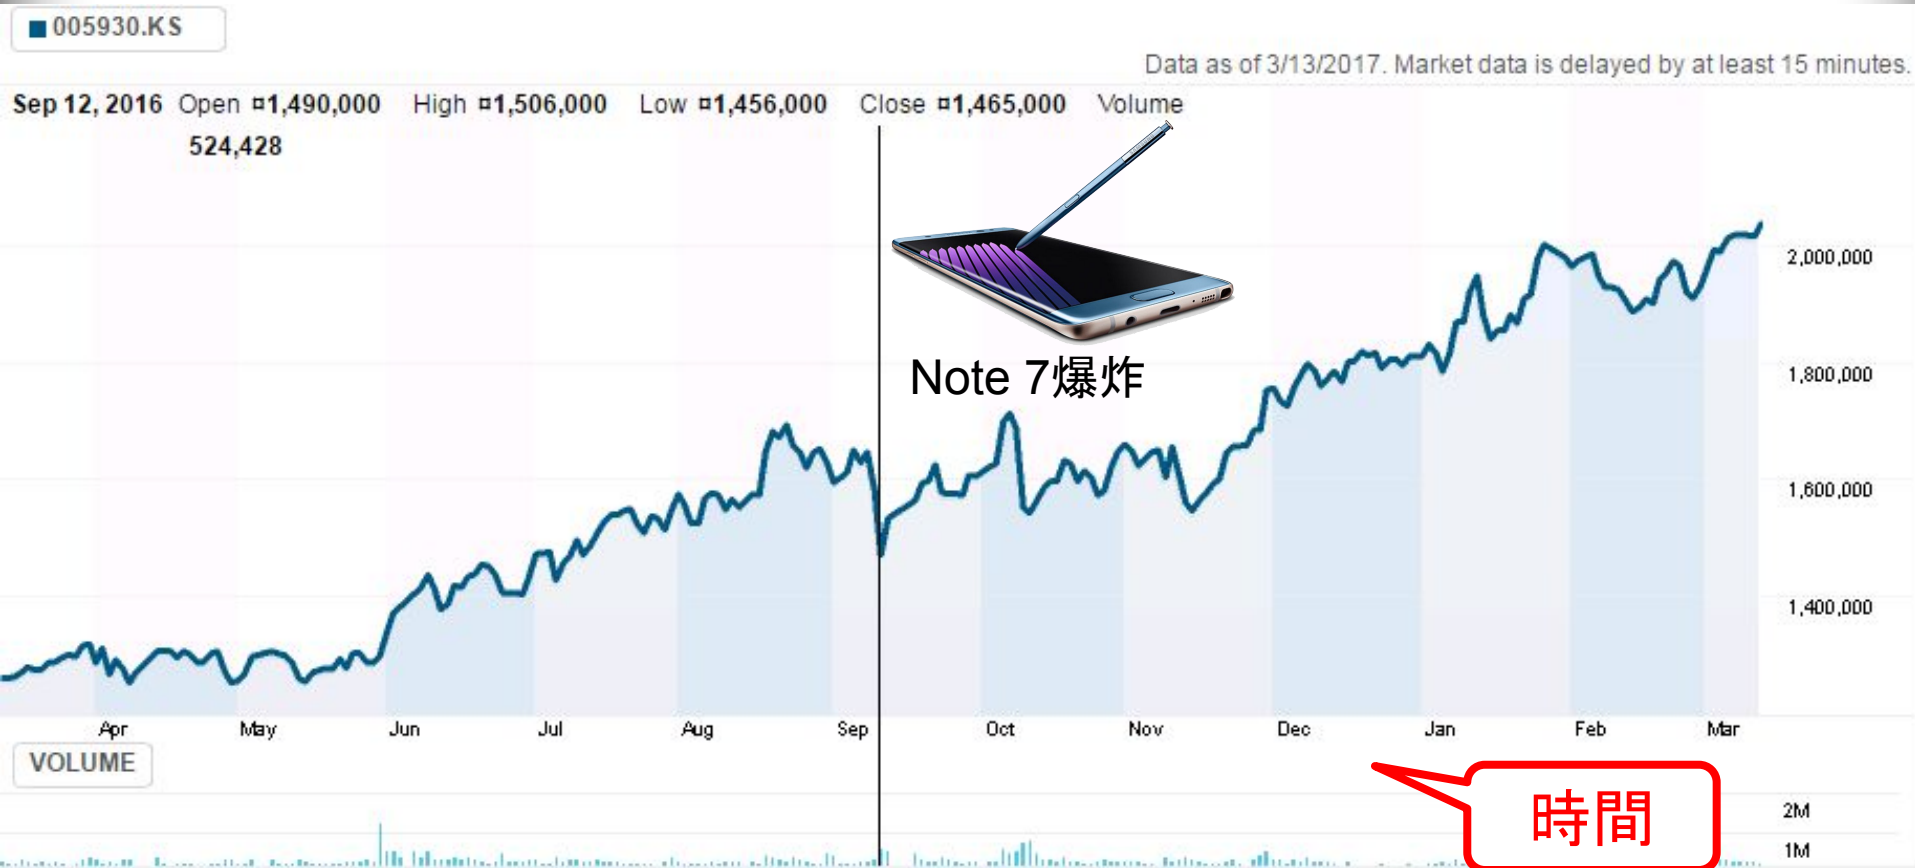 005930.KS
Data as of 3/13/2017. Market data is delayed by at least 15 minutes.
Sep 12, 2016 Open ¤1,490,000 High ¤1,506,000 Low ¤1,456,000 Close ¤1,465,000 Volume
524,428
2,000,000
Note 7爆炸
1,800,000
1,600,000
1,400,000
Apr May Jun Jul Aug Sep Oct Nov Dec Jan Feb Mar
VOLUME
時間
2M
1M